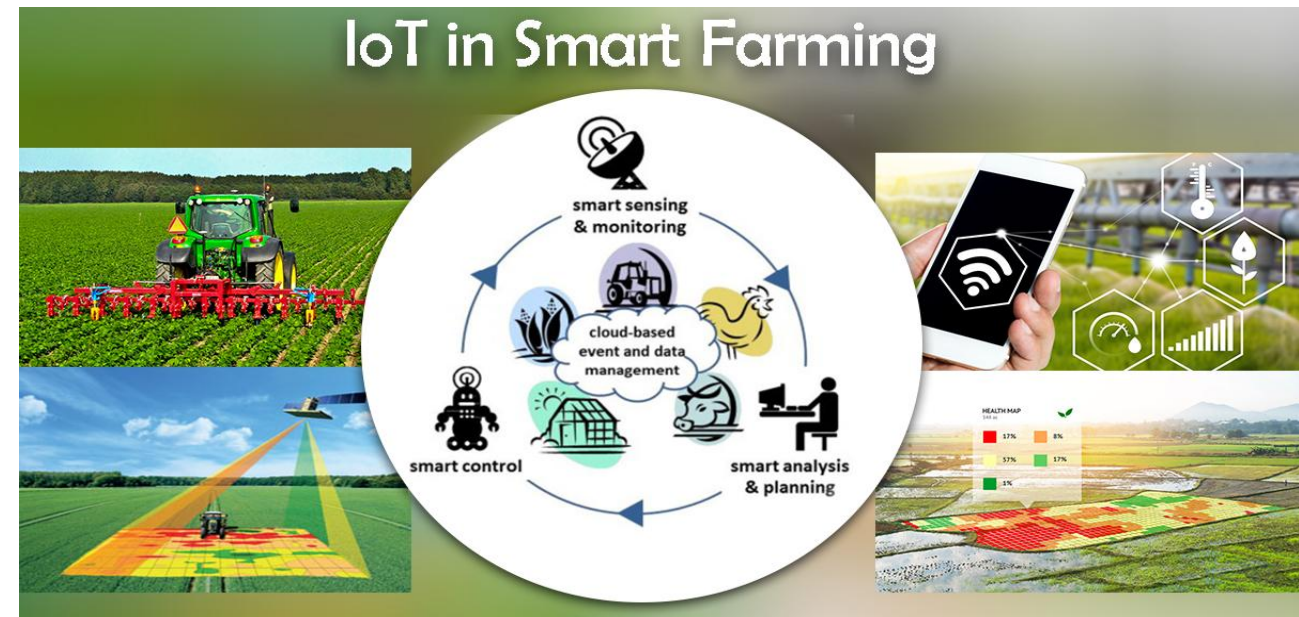 IoT in Smart Farming
smart sensing
& monitoring
cloud-based
event and data
management
smart control
smart analysis
& planning
HEALTH MAP
17%
8%
57%
17%
1%